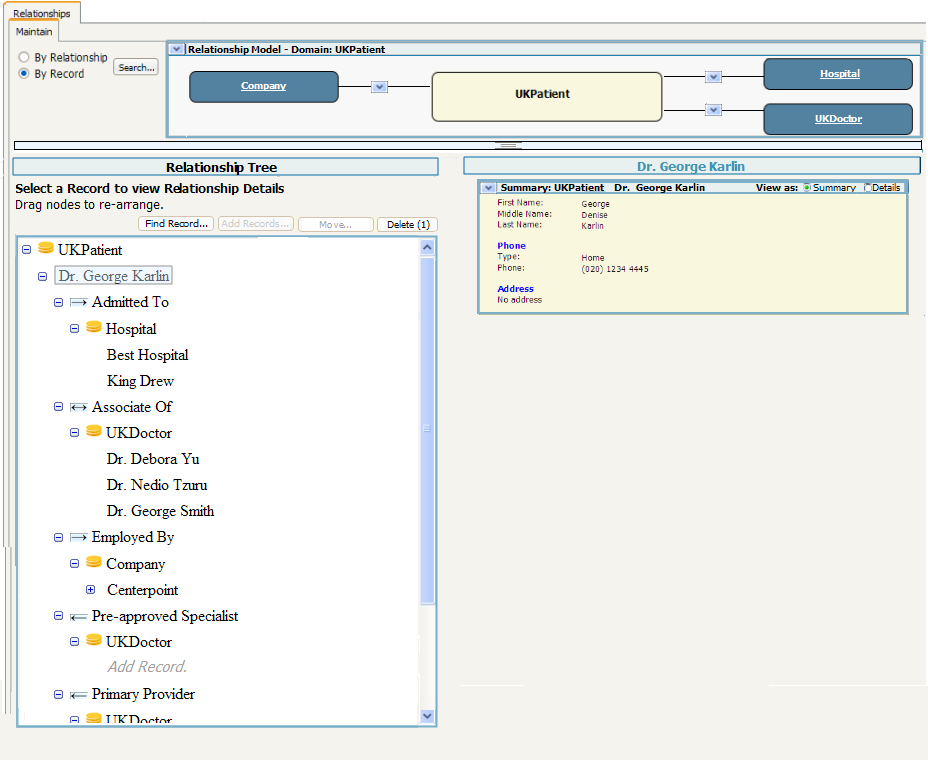 Relationships
Maintain
By Relationship
By Record
Search...
Relationship Model - Domain: UKPatient
Company
UKPatient
Hospital
UKDoctor
Relationship Tree
Select a Record to view Relationship Details
Drag nodes to re-arrange.
Find Record... Add Records... Move... Delete (1)
UKPatient
Dr. George Karlin
Admitted To
Hospital
Best Hospital
King Drew
Associate Of
UKDoctor
Dr. Debora Yu
Dr. Nedio Tzuru
Dr. George Smith
Employed By
Company
Centerpoint
Pre-approved Specialist
UKDoctor
Add Record.
Primary Provider
UKDoctor
Dr. George Karlin
Summary: UKPatient Dr. George Karlin View as: Summary Details
First Name: George
Middle Name: Denise
Last Name: Karlin
Phone
Type: Home
Phone: (020) 1234 4445
Address
No address